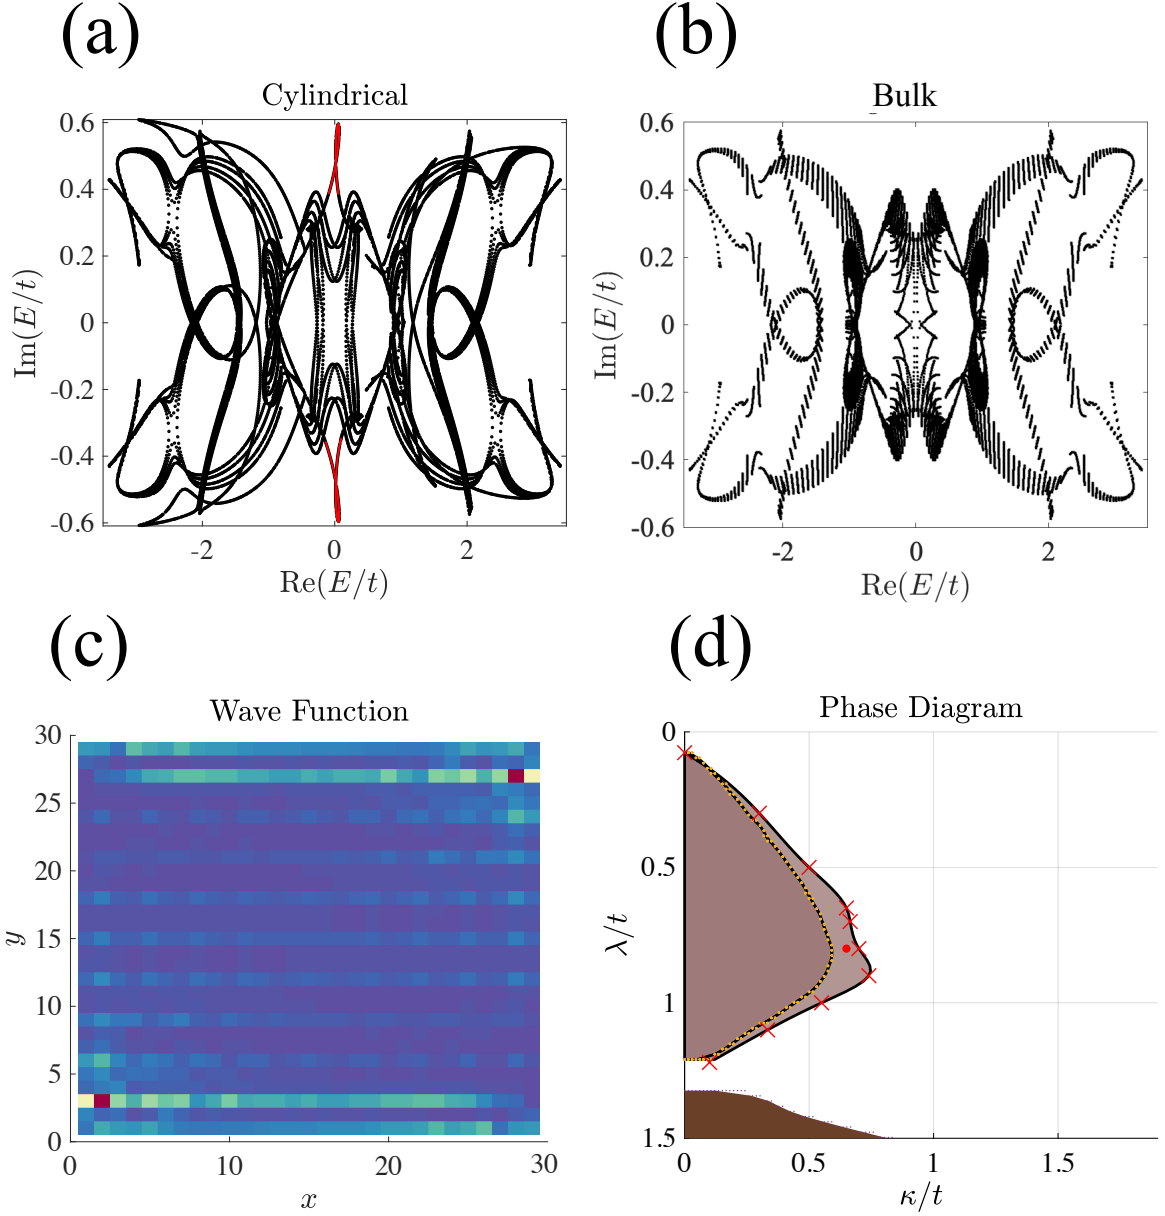 (a)
Cylindrical
0.6
0.4
0.2
0
-0.2
-0.4
-0.6
Im(E/t)
-2
0
2
Re(E/t)
(b)
Bulk
0.6
0.4
0.2
0
-0.2
-0.4
-0.6
Im(E/t)
-2
0
2
Re(E/t)
(c)
Wave Function
30
25
20
15
10
5
0
y
0
10
20
30
x
(d)
Phase Diagram
0
0.5
1
1.5
λ/t
0
0.5
1
1.5
κ/t